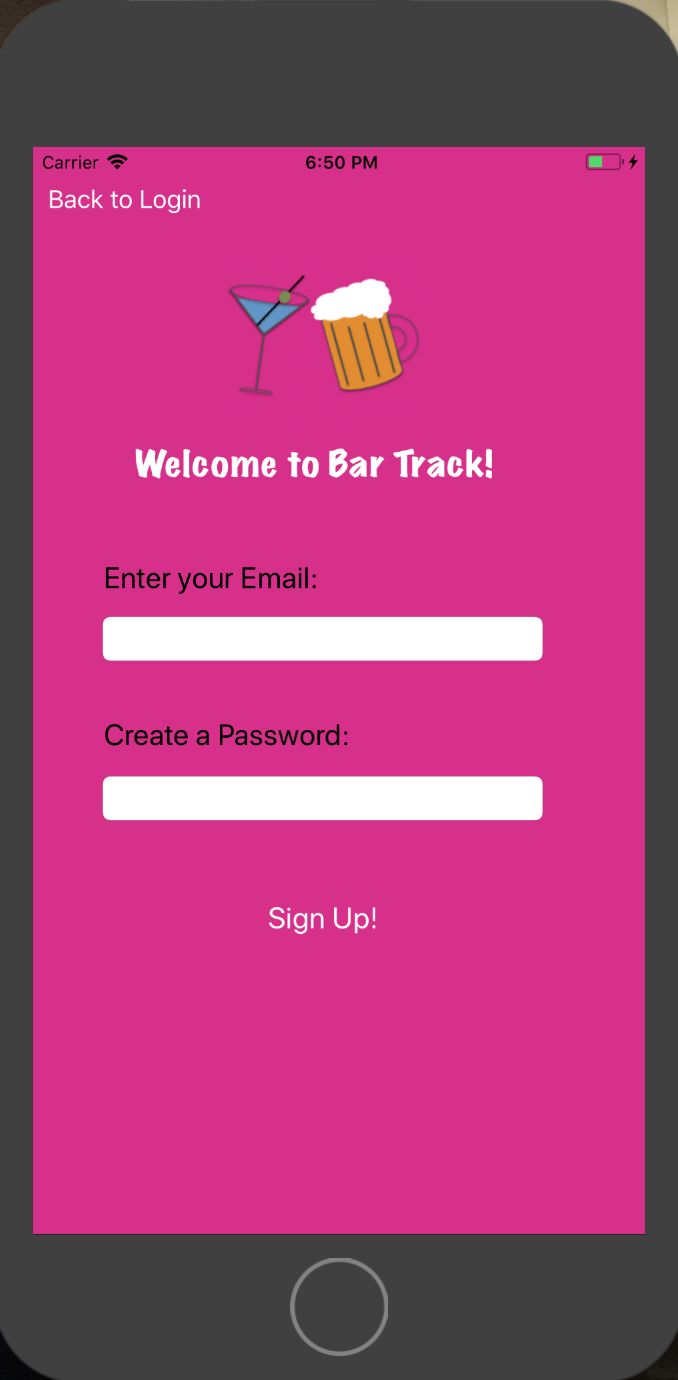 Carrier 6:50 PM
Back to Login
Welcome to Bar Track!
Enter your Email:
Create a Password:
Sign Up!